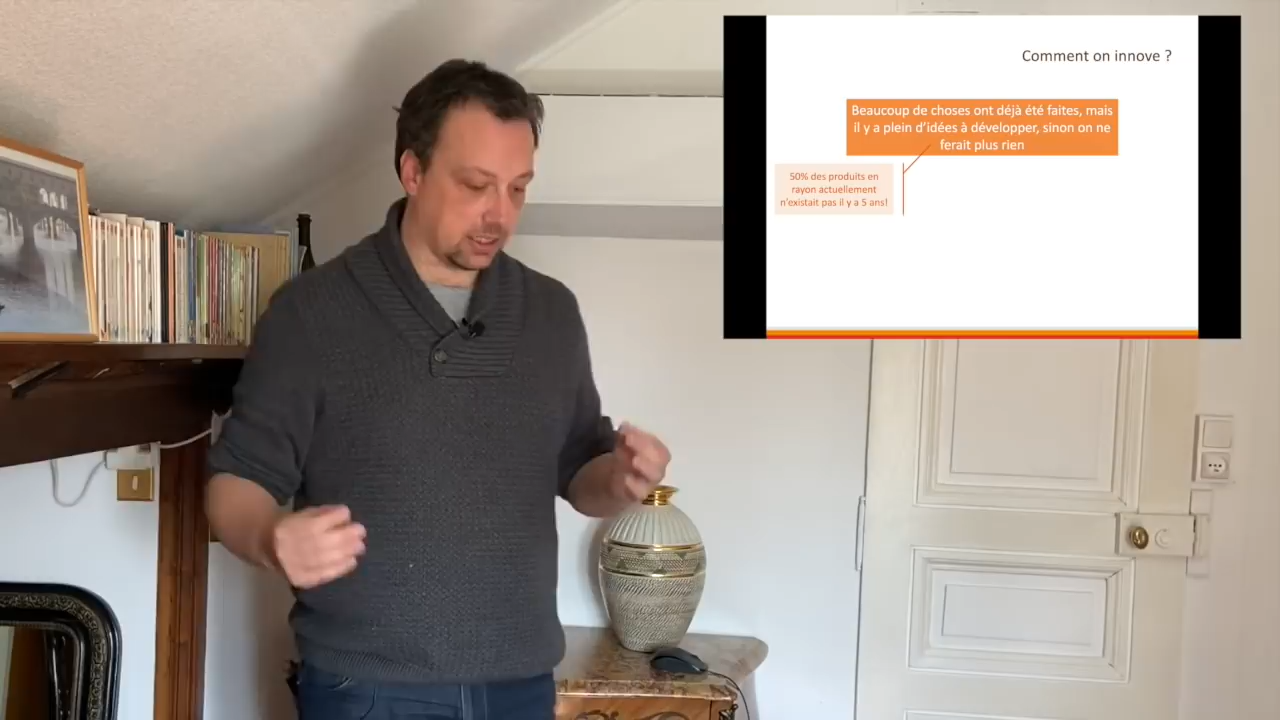 Comment on innove ?
Beaucoup de choses ont déjà été faites, mais
il y a plein d'idées à développer, sinon on ne
ferait plus rien
50% des produits en
rayon actuellement
n'existait pas il y a 5 ans!